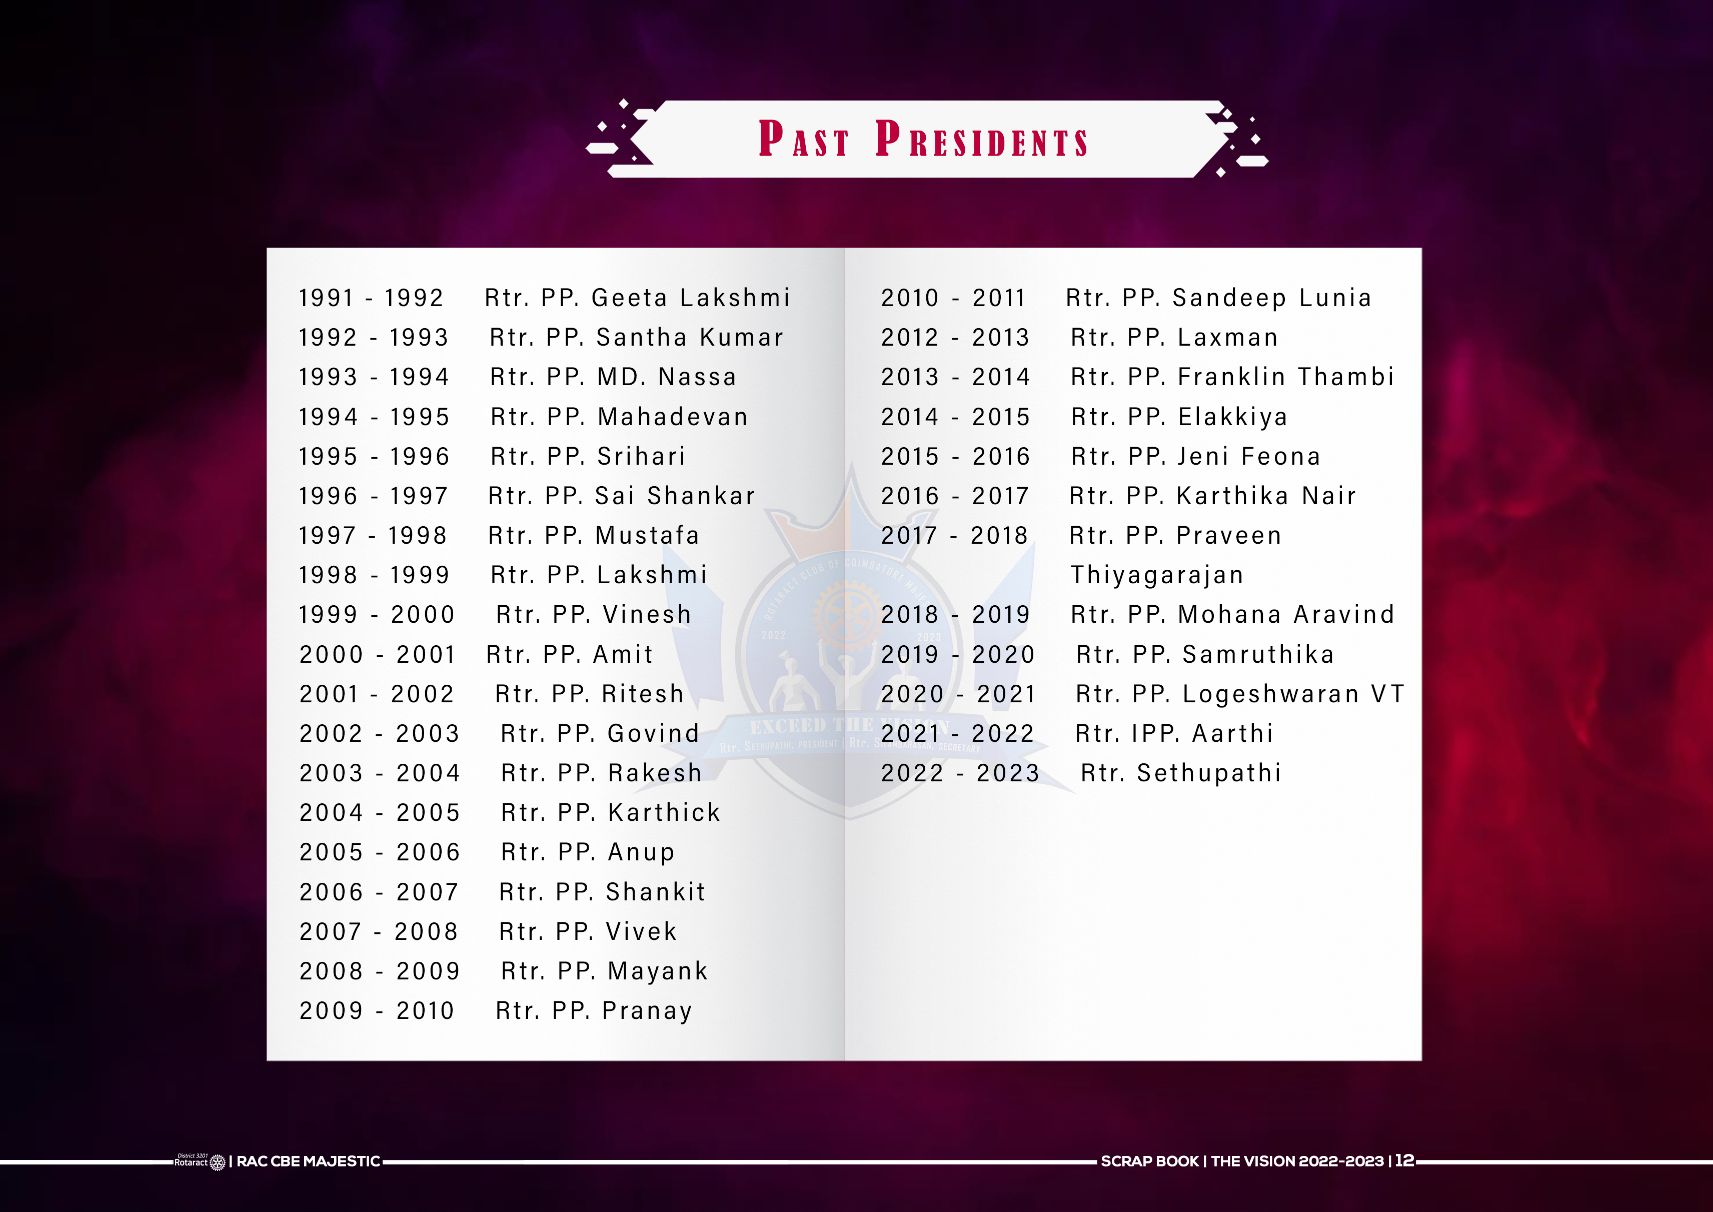 PAST PRESIDENTS
1991 - 1992 Rtr. PP. Geeta Lakshmi
1992 - 1993 Rtr. PP. Santha Kumar
1993 - 1994 Rtr. PP. MD. Nassa
1994 - 1995 Rtr. PP. Mahadevan
1995 - 1996 Rtr. PP. Srihari
1996 - 1997 Rtr. PP. Sai Shankar
1997 - 1998 Rtr. PP. Mustafa
1998 - 1999 Rtr. PP. Lakshmi
1999 - 2000 Rtr. PP. Vinesh
2000 - 2001 Rtr. PP. Amit
2001 - 2002 Rtr. PP. Ritesh
2002 - 2003 Rtr. PP. Govind
2003 - 2004 Rtr. PP. Rakesh
2004 - 2005 Rtr. PP. Karthick
2005 - 2006 Rtr. PP. Anup
2006 - 2007 Rtr. PP. Shankit
2007 - 2008 Rtr. PP. Vivek
2008 - 2009 Rtr. PP. Mayank
2009 - 2010 Rtr. PP. Pranay
2010 - 2011 Rtr. PP. Sandeep Lunia
2012 - 2013 Rtr. PP. Laxman
2013 - 2014 Rtr. PP. Franklin Thambi
2014 - 2015 Rtr. PP. Elakkiya
2015 - 2016 Rtr. PP. Jeni Feona
2016 - 2017 Rtr. PP. Karthika Nair
2017 - 2018 Rtr. PP. Praveen
Thiyagarajan
2018 - 2019 Rtr. PP. Mohana Aravind
2019 - 2020 Rtr. PP. Samruthika
2020 - 2021 Rtr. PP. Logeshwaran VT
2021 - 2022 Rtr. IPP. Aarthi
2022 - 2023 Rtr. Sethupathi
ROTARACT CLUB OF COIMBATORE
2022 2023
EXCEED THE VISION
RTR. SETHUPATHI, PRESIDENT | RTR. SECRETARY
District 3201
Rotaract | RAC CBE MAJESTIC
SCRAP BOOK | THE VISION 2022-2023 | 12